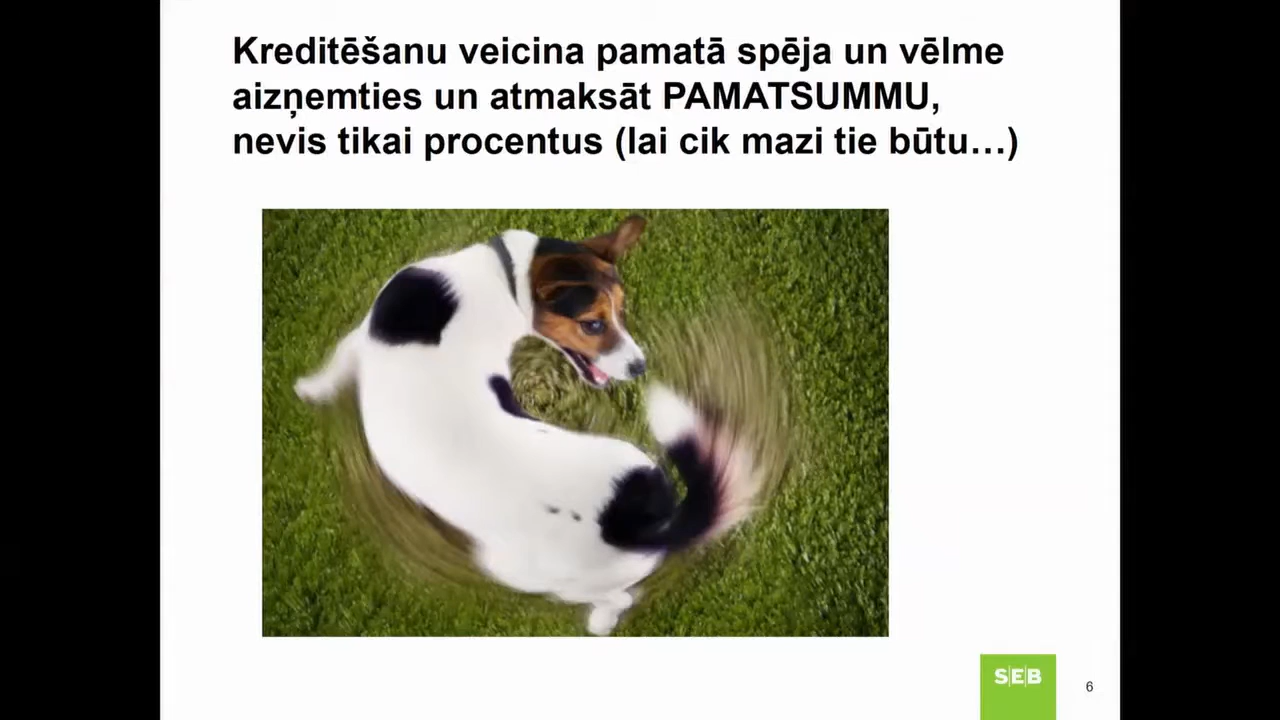 Kreditēšanu veicina pamatā spēja un vēlme
aizņemties un atmaksāt PAMATSUMMU,
nevis tikai procentus (lai cik mazi tie būtu…)
SEB
6